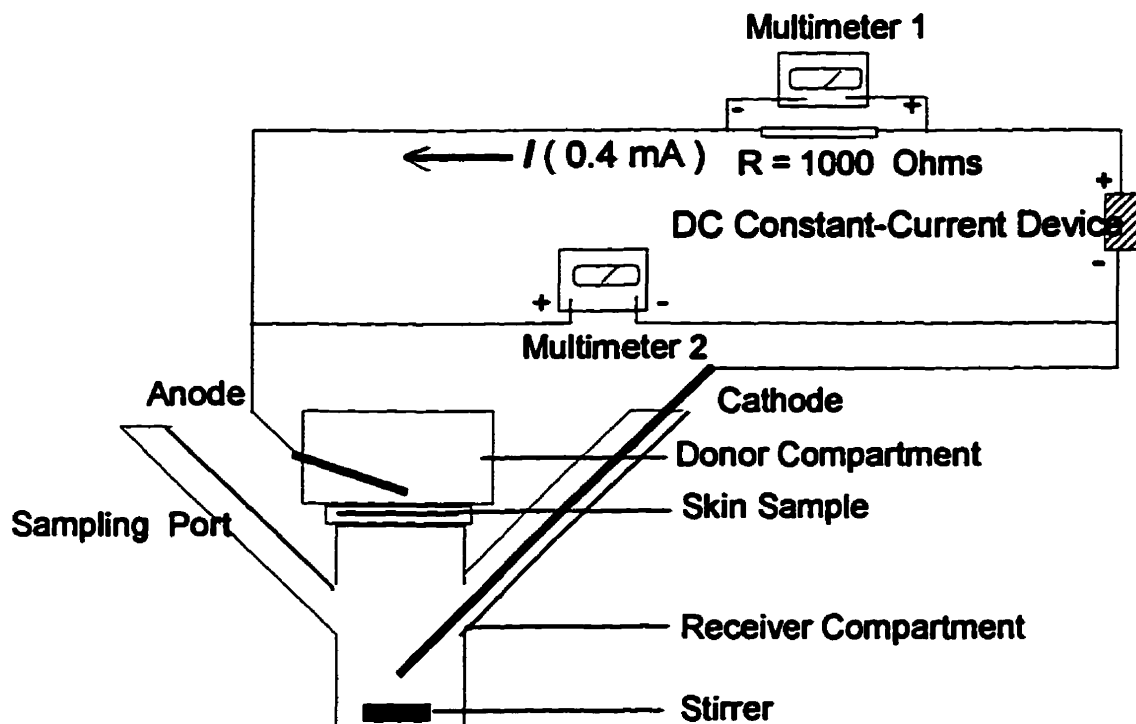 Multimeter 1
- +
I ( 0.4 mA ) R = 1000 Ohms
+
DC Constant-Current Device
-
+ -
Multimeter 2
Anode
Cathode
Donor Compartment
Skin Sample
Sampling Port
Receiver Compartment
Stirrer